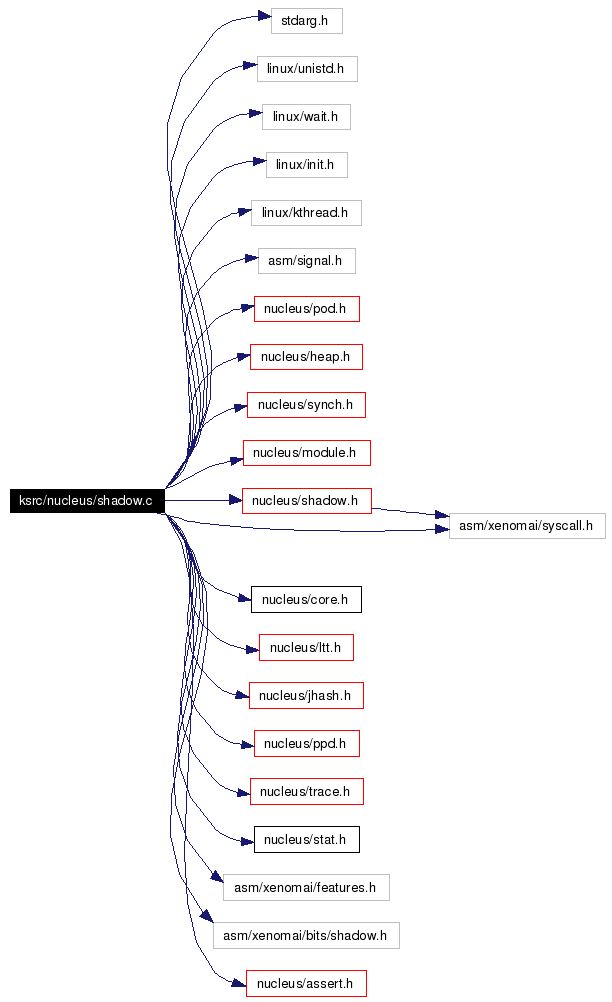 stdarg.h
linux/unistd.h
linux/wait.h
linux/init.h
linux/kthread.h
asm/signal.h
nucleus/pod.h
nucleus/heap.h
nucleus/synch.h
nucleus/module.h
ksrc/nucleus/shadow.c
nucleus/shadow.h
asm/xenomai/syscall.h
nucleus/core.h
nucleus/ltt.h
nucleus/jhash.h
nucleus/ppd.h
nucleus/trace.h
nucleus/stat.h
asm/xenomai/features.h
asm/xenomai/bits/shadow.h
nucleus/assert.h